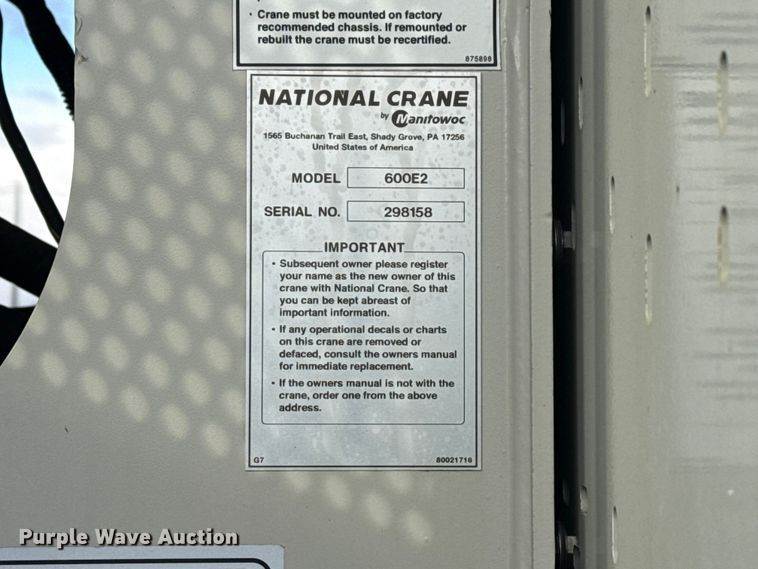 · Crane must be mounted on factory
recommended chassis. If remounted or
rebuilt the crane must be recertified.
875898
NATIONAL CRANE
by Manitowoc
1565 Buchanan Trail East, Shady Grove, PA 17256
United States of America
MODEL 600E2
SERIAL NO. 298158
IMPORTANT
· Subsequent owner please register
your name as the new owner of this
crane with National Crane. So that
you can be kept abreast of
important information.
· If any operational decals or charts
on this crane are removed or
defaced, consult the owners manual
for immediate replacement.
· If the owners manual is not with the
crane, order one from the above
address.
G7 80021716
Purple Wave Auction